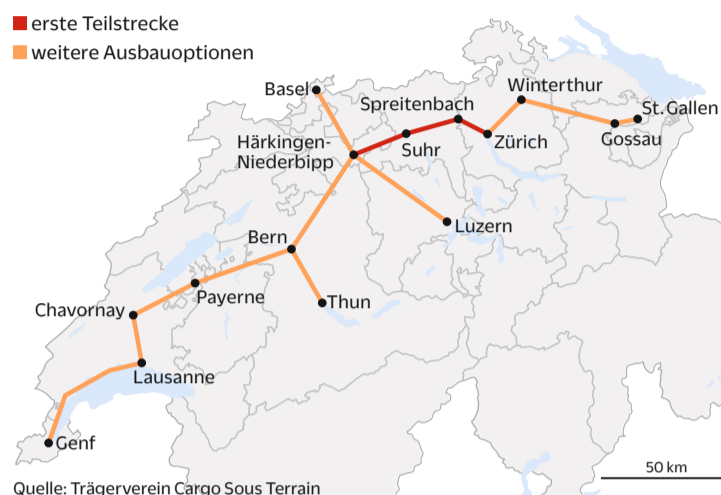 erste Teilstrecke
weitere Ausbauoptionen
Basel
Winterthur
Spreitenbach
St. Gallen
Härkingen-
Niederbipp
Suhr
Zürich
Gossau
Luzern
Bern
Payerne
Thun
Chavornay
Lausanne
Genf
50 km
Quelle: Trägerverein Cargo Sous Terrain